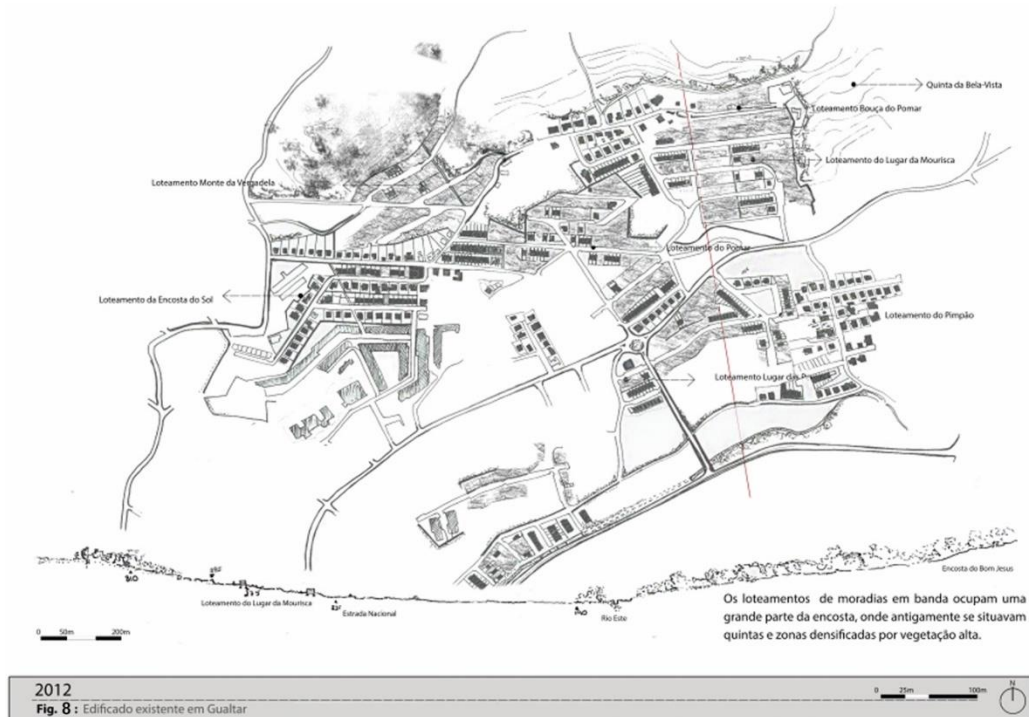 Quinta da Bela-Vista
Loteamento Bouça do Pomar
Loteamento do Lugar da Mourisca
Loteamento Monte da Vergadela
Loteamento do Pomar
Loteamento da Encosta do Sol
Loteamento do Pimpão
Loteamento Lugar das
Encosta do Bom Jesus
Loteamento do Lugar da Mourisca
Estrada Nacional
Rio Este
Os loteamentos de moradias em banda ocupam uma
grande parte da encosta, onde antigamente se situavam
quintas e zonas densificadas por vegetação alta.
0 50m 200m
2012
0 25m 100m
N
Fig. 8 : Edificado existente em Gualtar